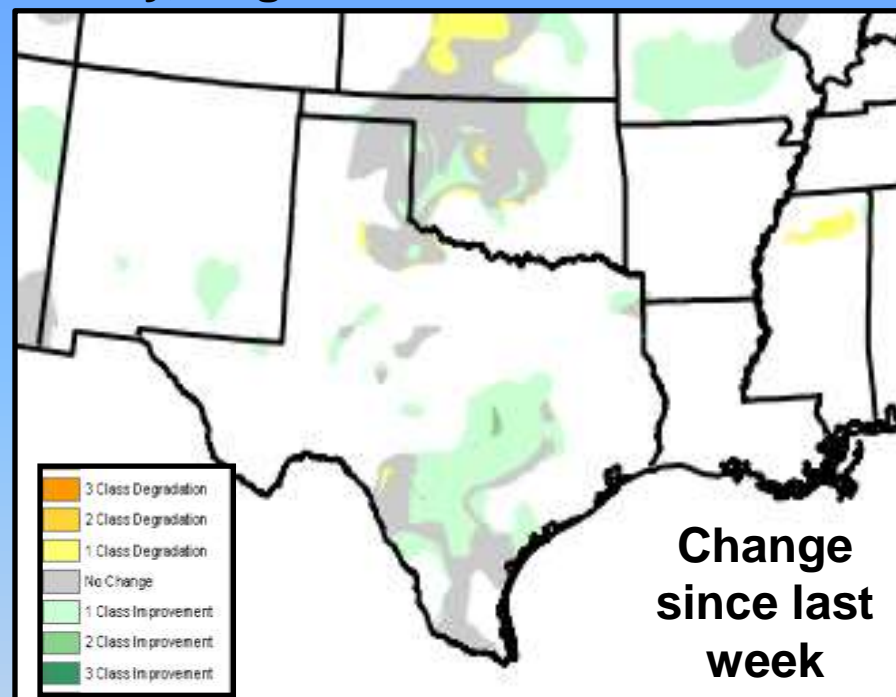 3 Class Degradation
2 Class Degradation
1 Class Degradation
No Change
1 Class Improvement
2 Class Improvement
3 Class Improvement
Change
since last
week